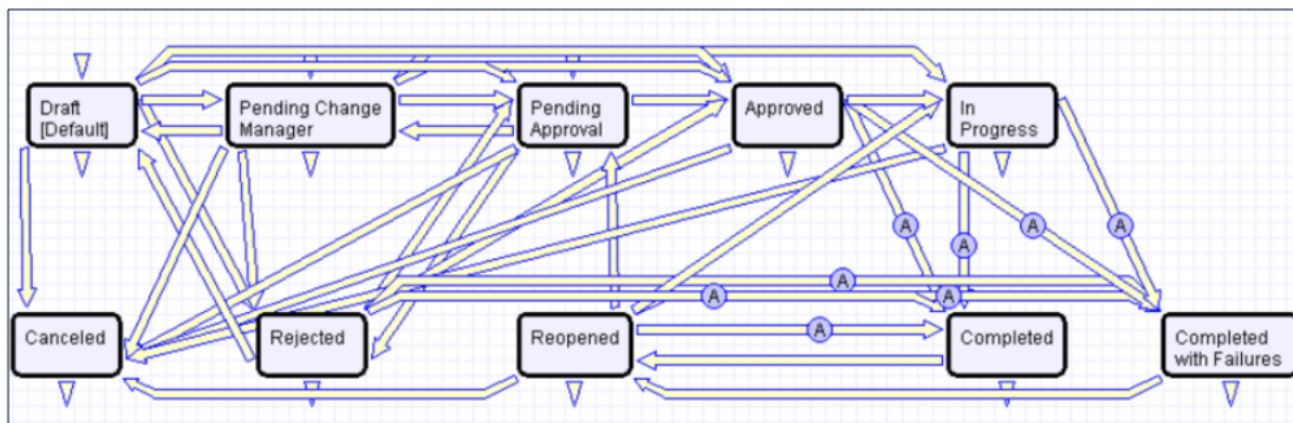 Draft
[Default]
Pending Change
Manager
Pending
Approval
Approved
In
Progress
A
A
A
A
A
A
A
Canceled
Rejected
Reopened
A
Completed
Completed
with Failures